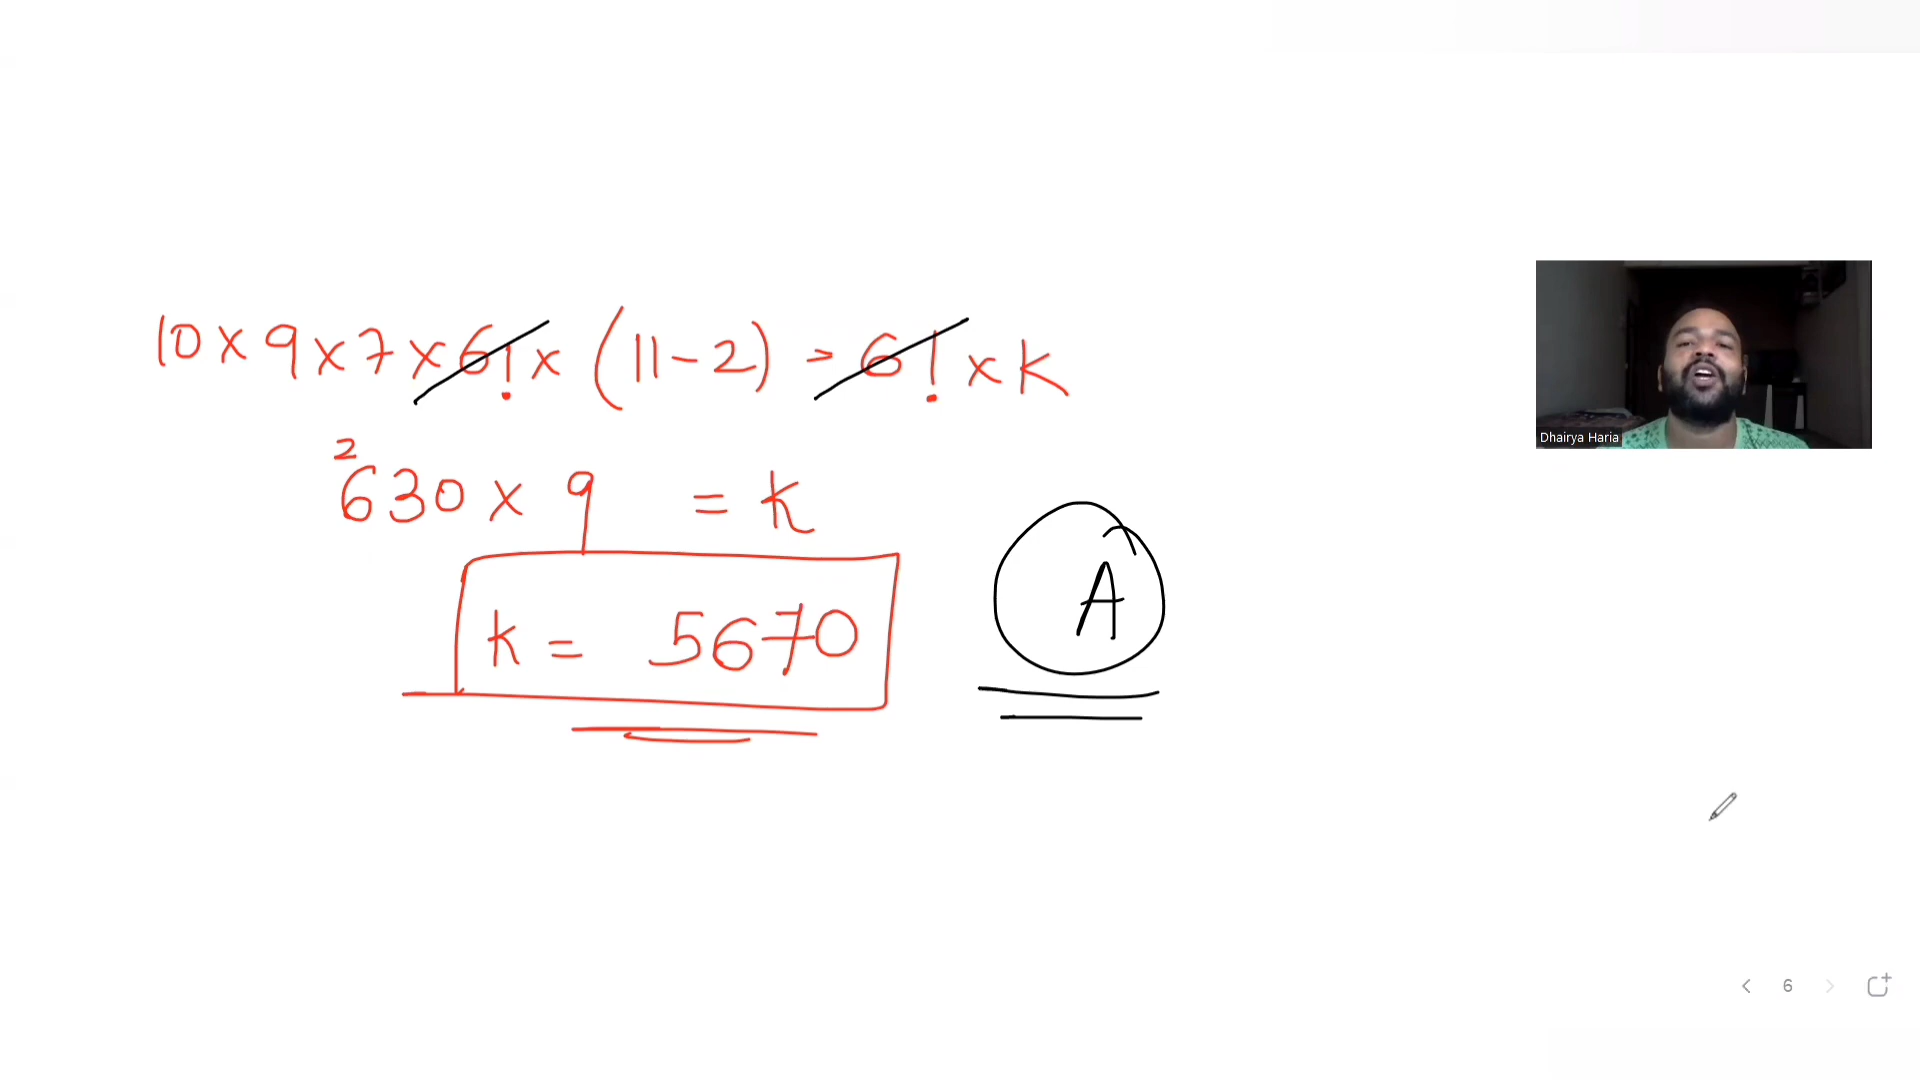 10 x 9 x 7 x 6! x (11 - 2) = 6! x K
2
630 x 9 = K
K = 5670
A
Dhairya Haria
6